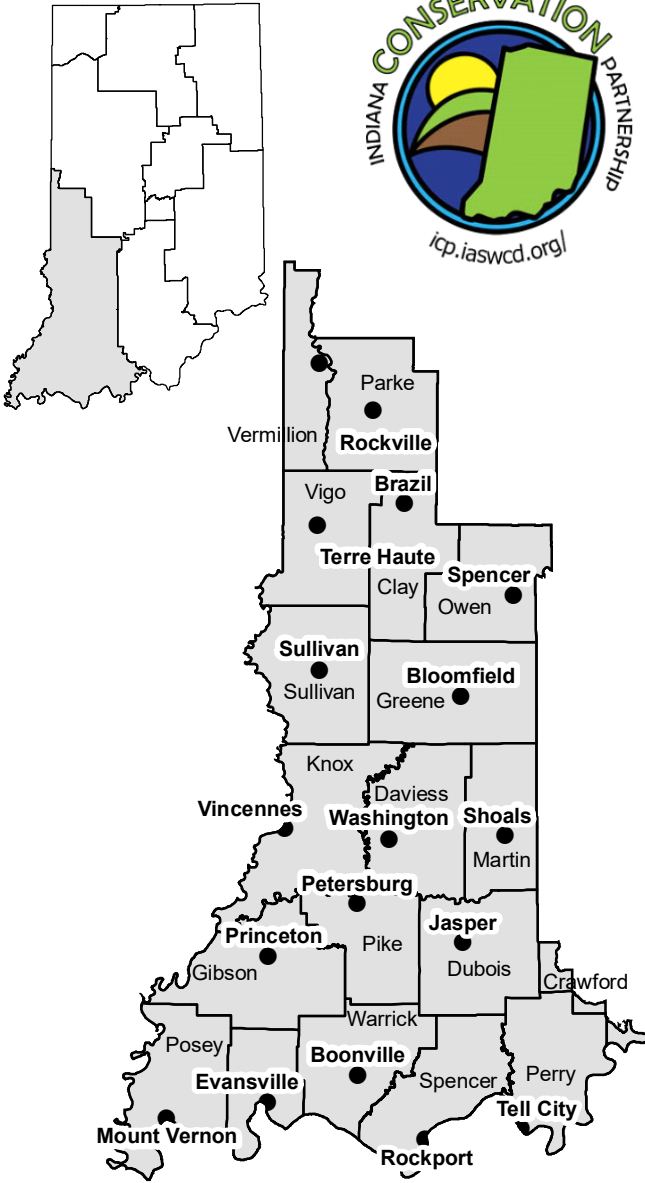 CONSERVATION
INDIANA
PARTNERSHIP
icp.iaswcd.org/
Parke
Vermillion
Rockville
Brazil
Vigo
Terre Haute
Clay
Spencer
Owen
Sullivan
Sullivan
Bloomfield
Greene
Knox
Daviess
Vincennes
Washington
Shoals
Martin
Petersburg
Jasper
Princeton
Pike
Dubois
Gibson
Crawford
Warrick
Posey
Boonville
Evansville
Spencer
Perry
Tell City
Mount Vernon
Rockport